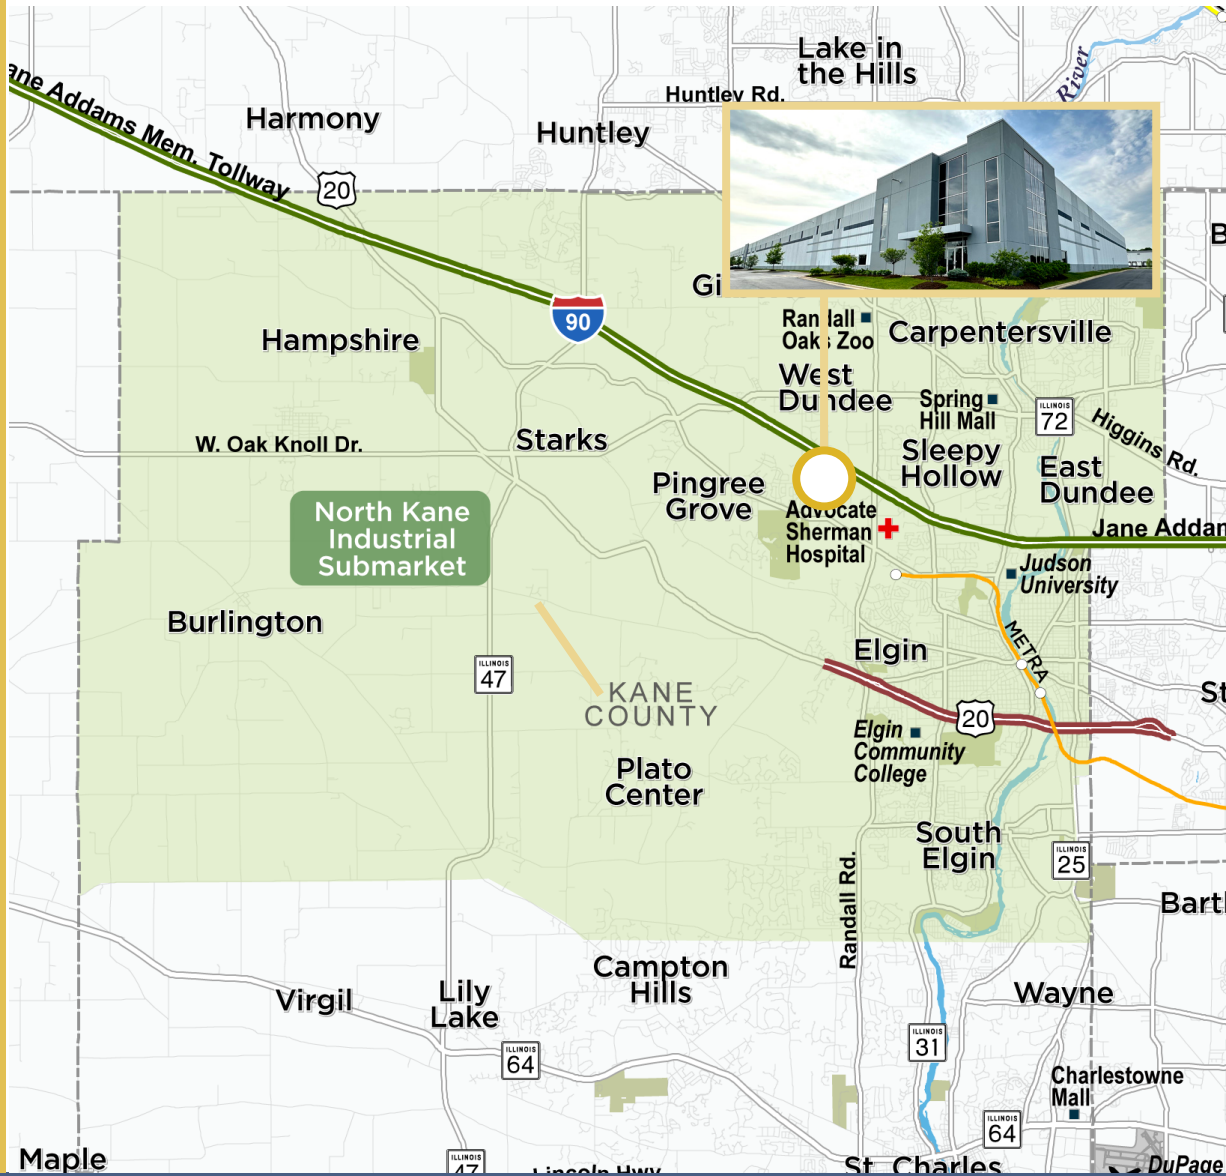 Lake in
the Hills
River
Huntley Rd.
Jane Addams Mem. Tollway
Harmony
Huntley
20
90
Randall
Oaks Zoo
Carpentersville
Hampshire
West
Dundee
Spring
Hill Mall
ILLINOIS
72
Higgins Rd.
W. Oak Knoll Dr.
Starks
Sleepy
Hollow
East
Dundee
Pingree
Grove
Advocate
Sherman
Hospital
Jane Addam
North Kane
Industrial
Submarket
Judson
University
Burlington
METRA
Elgin
ILLINOIS
47
KANE
COUNTY
20
Elgin
Community
College
Plato
Center
South
Elgin
ILLINOIS
25
Randall Rd.
Campton
Hills
Virgil
Lily
Lake
Wayne
ILLINOIS
31
ILLINOIS
64
Charlestowne
Mall
ILLINOIS
64
Maple
ILLINOIS
47
Lincoln Hwy
St. Charles
DuPage